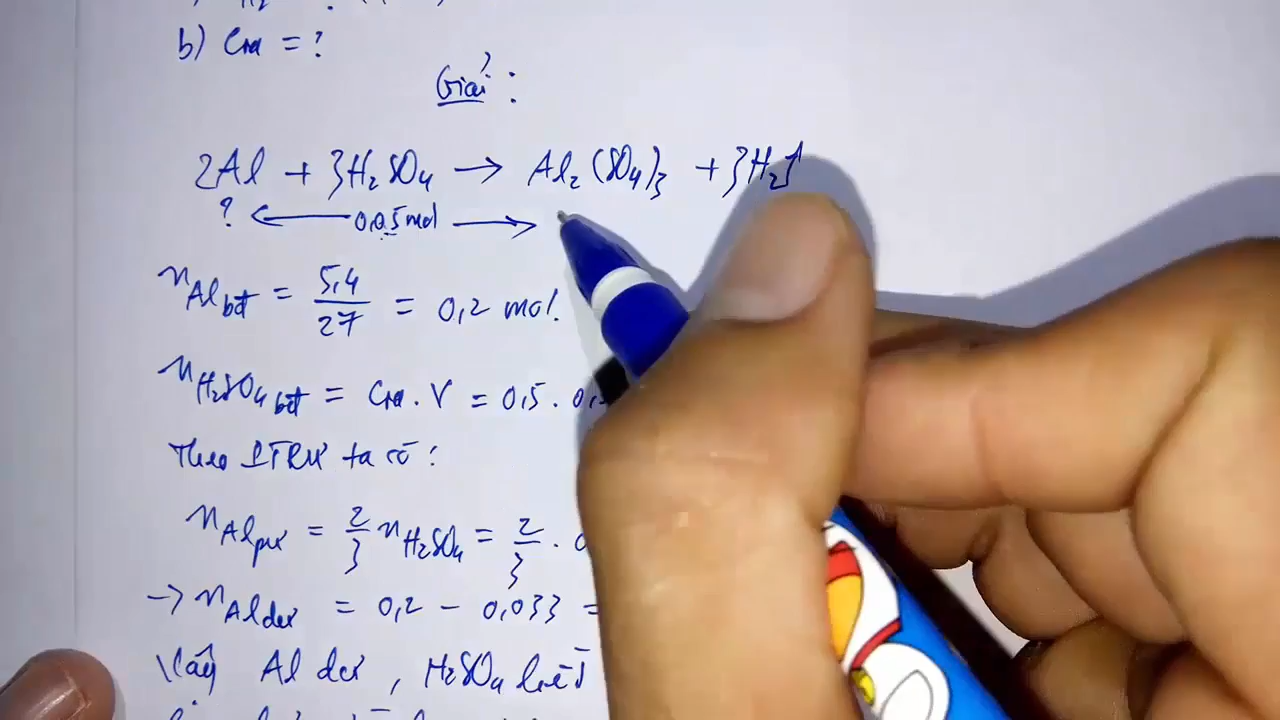 b) CM = ?
Giải :
2Al + 3H₂SO₄ → Al₂(SO₄)₃ + 3H₂↑
? ← 0,05mol →
nAl bđ = 5,4/27 = 0,2 mol.
nH₂SO₄ bđ = CM . V = 0,5 .
Theo PTPƯ ta có :
nAl pư = 2/3 nH₂SO₄ = 2/3 .
→ nAl dư = 0,2 − 0,033 =
Vậy Al dư , H₂SO₄ hết